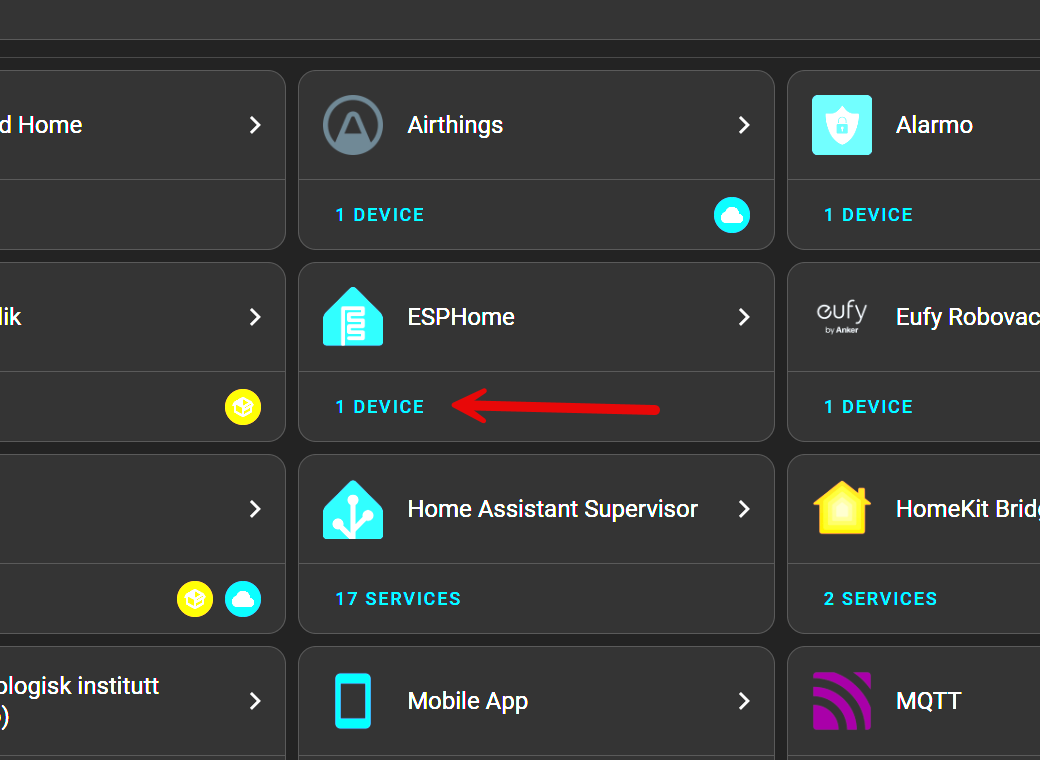 d Home
Airthings
Alarmo
1 DEVICE
1 DEVICE
lik
ESPHome
eufy
by Anker
Eufy Robovac
1 DEVICE
1 DEVICE
Home Assistant Supervisor
HomeKit Bridg
17 SERVICES
2 SERVICES
ologisk institutt
)
Mobile App
MQTT